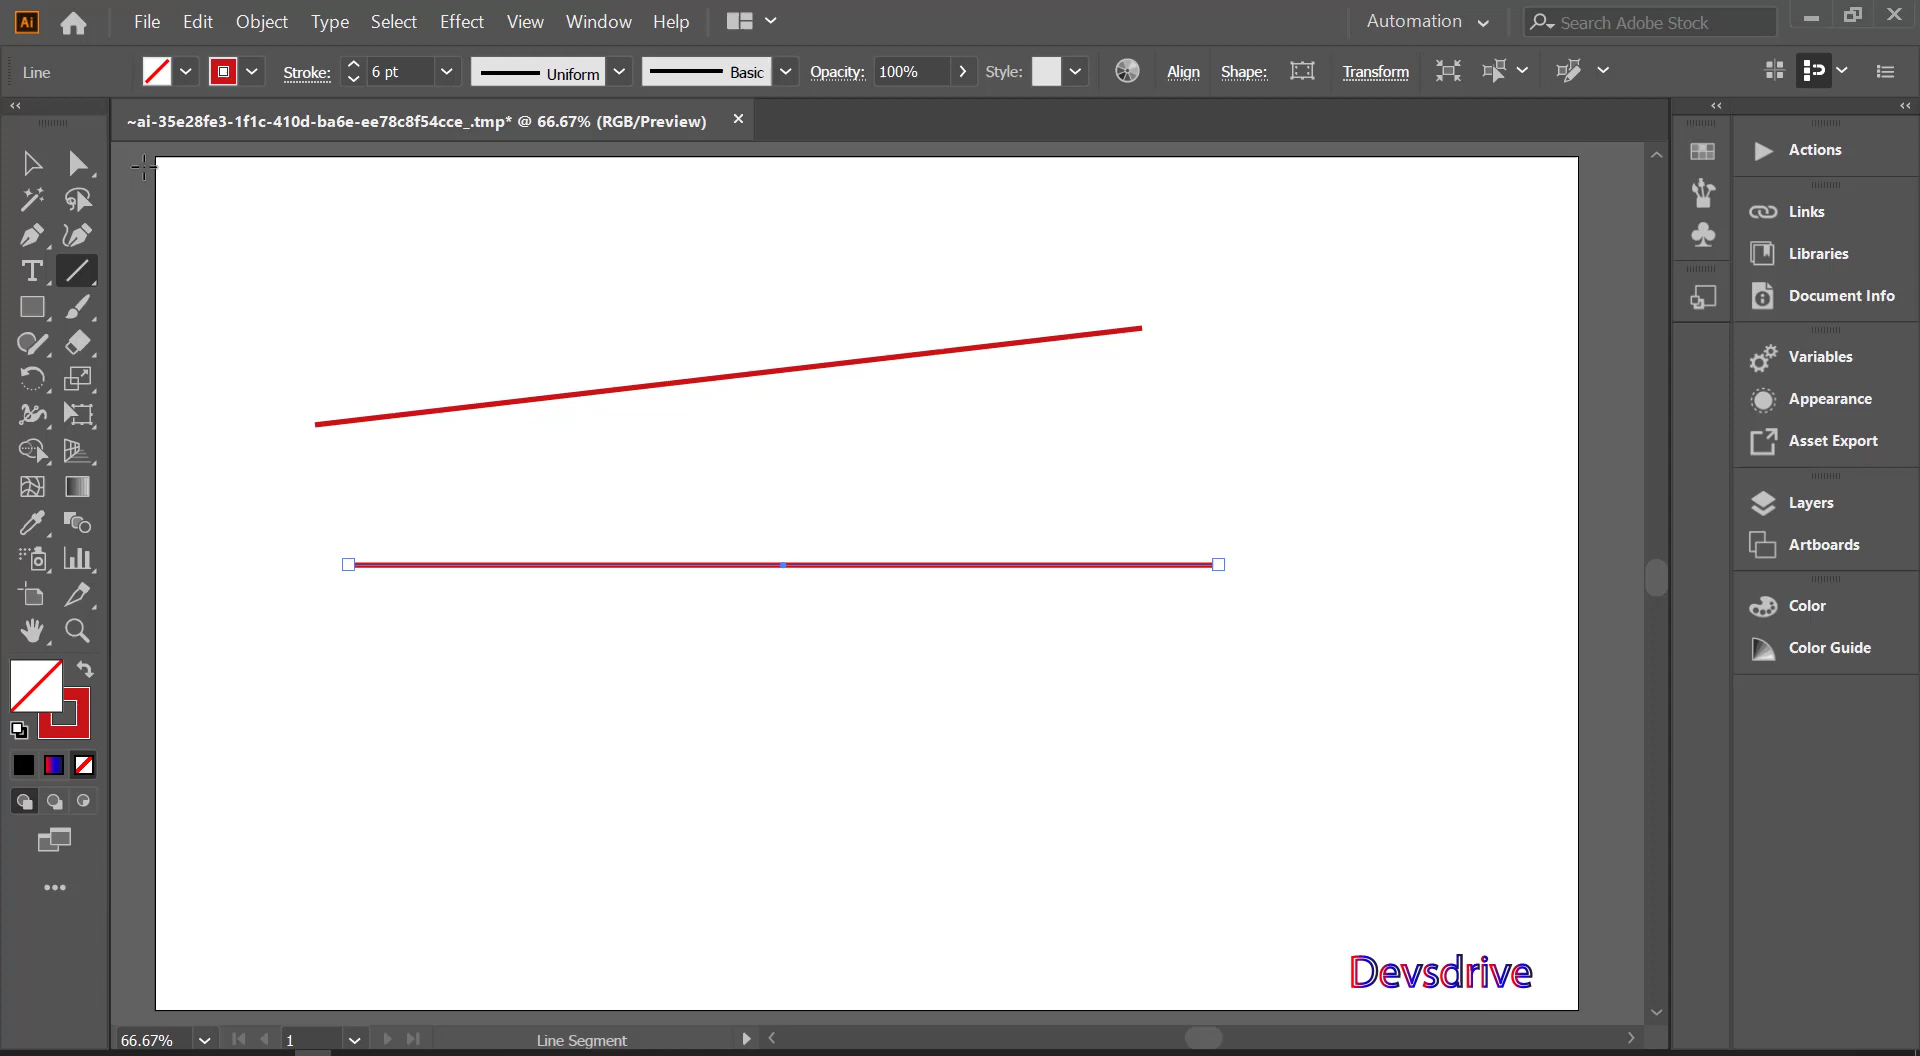 Ai File Edit Object Type Select Effect View Window Help Automation Search Adobe Stock
Line Stroke: 6 pt Uniform Basic Opacity: 100% Style: Align Shape: Transform
~ai-35e28fe3-1f1c-410d-ba6e-ee78c8f54cce_.tmp* @ 66.67% (RGB/Preview)
Actions
Links
Libraries
Document Info
Variables
Appearance
Asset Export
Layers
Artboards
Color
Color Guide
Devsdrive
66.67% 1 Line Segment